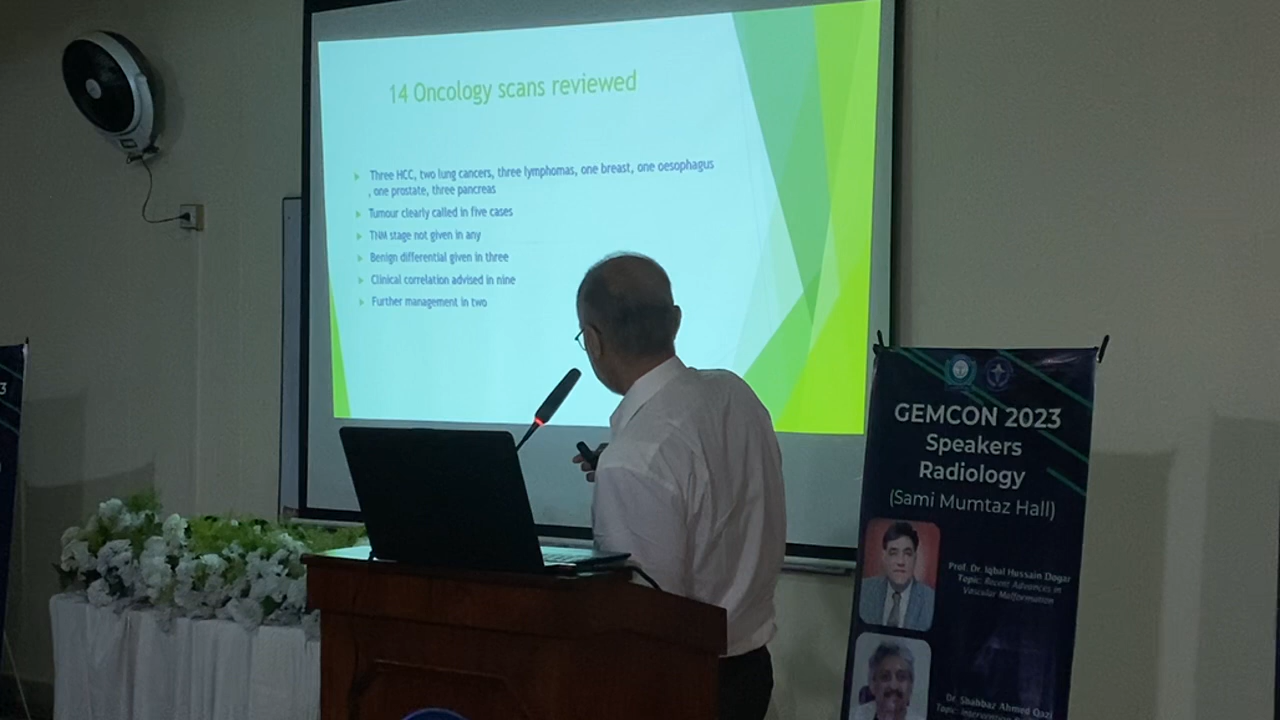 14 Oncology scans reviewed
Three HCC, two lung cancers, three lymphomas, one breast, one oesophagus
, one prostate, three pancreas
Tumour clearly called in five cases
TNM stage not given in any
Benign differential given in three
Clinical correlation advised in nine
Further management in two
3
GEMCON 2023
Speakers
Radiology
(Sami Mumtaz Hall)
Prof. Dr. Iqbal Hussain Dogar
Topic: Recent Advances in
Vascular Malformation
Dr. Shahbaz Ahmed Qazi
Topic: